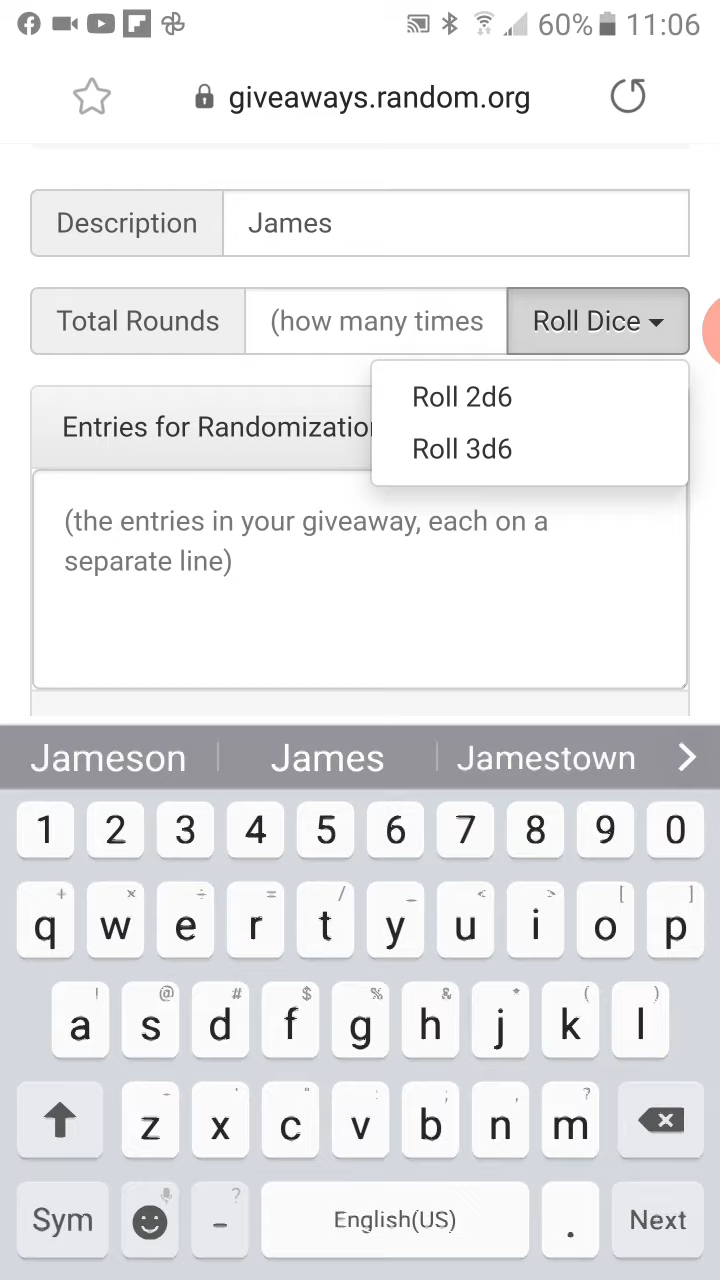 60% 11:06
giveaways.random.org
Description James
Total Rounds (how many times Roll Dice
Roll 2d6
Entries for Randomization
Roll 3d6
(the entries in your giveaway, each on a
separate line)
Jameson James Jamestown
1 2 3 4 5 6 7 8 9 0
+ × ÷ = / _ < > [ ]
q w e r t y u i o p
! @ # $ % & * ( )
a s d f g h j k l
- ' " : ; , ?
z x c v b n m
Sym ? - English(US) . Next